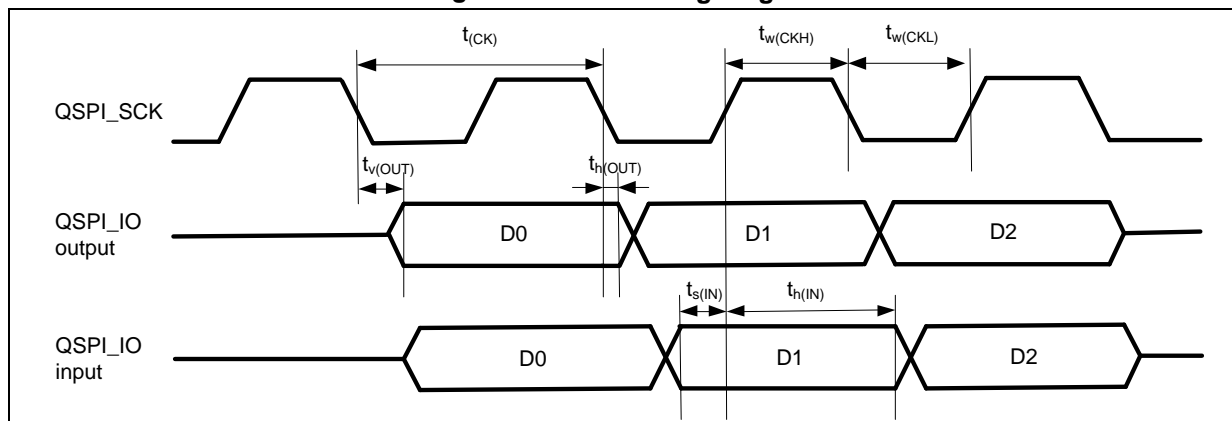 t(CK)
tw(CKH)
tw(CKL)
QSPI_SCK
tv(OUT)
th(OUT)
QSPI_IO
output
D0
D1
D2
ts(IN)
th(IN)
QSPI_IO
input
D0
D1
D2